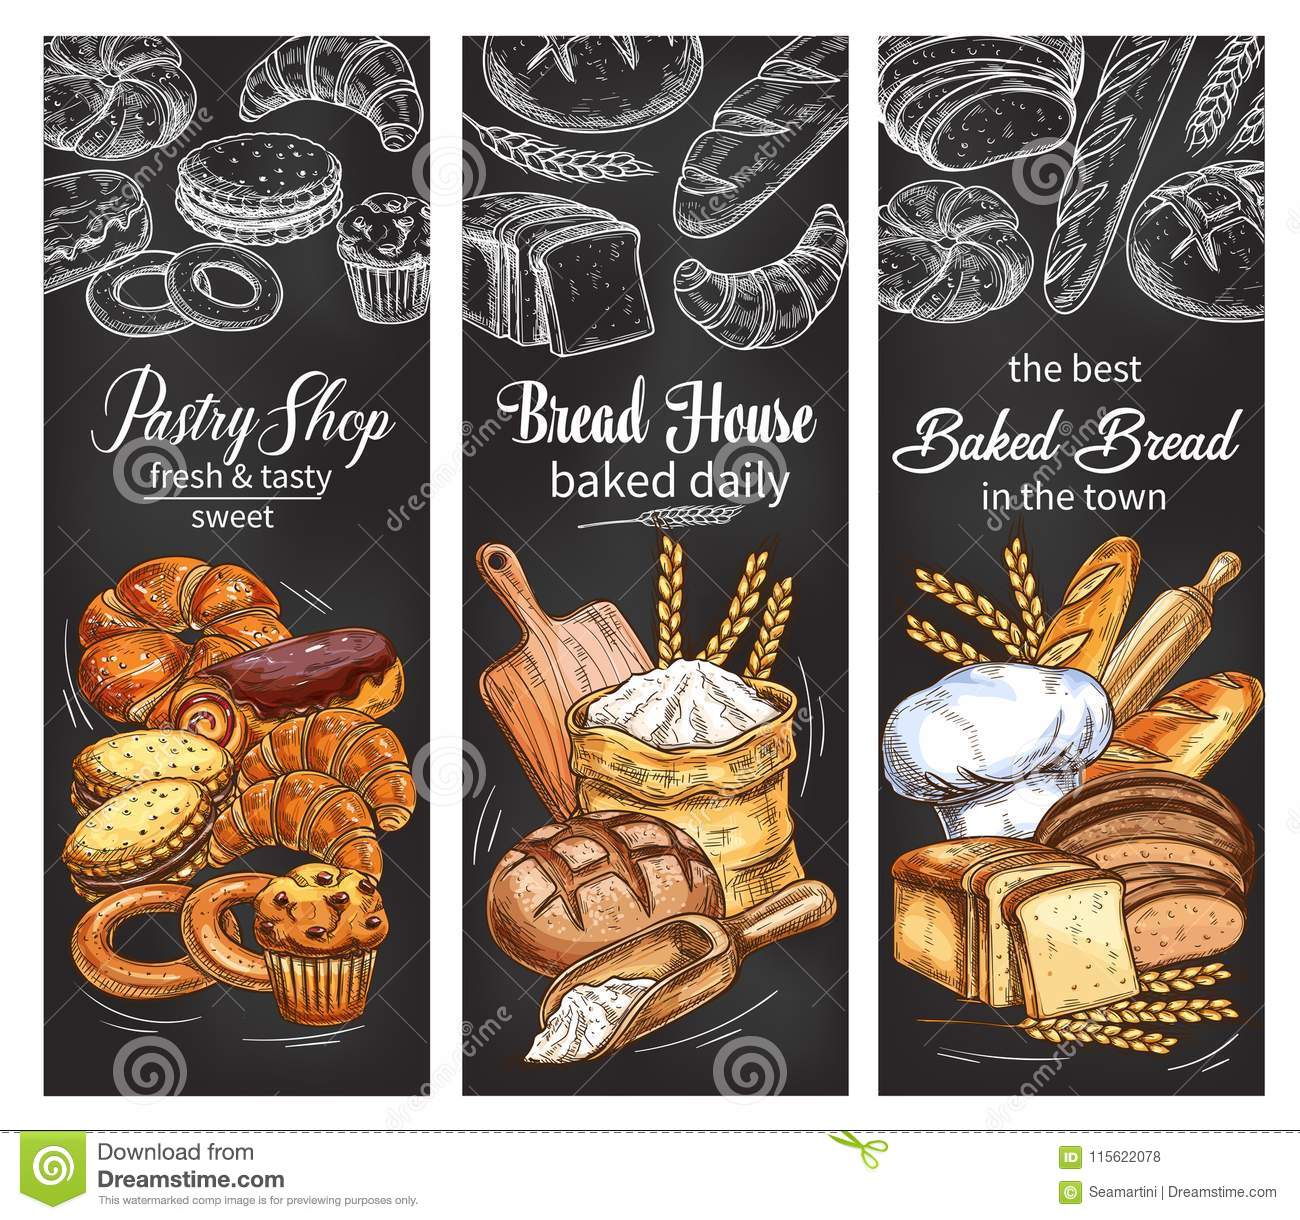 Pastry Shop
fresh & tasty
sweet
Bread House
baked daily
the best
Baked Bread
in the town
Download from
Dreamstime.com
This watermarked comp image is for previewing purposes only.
ID 115622078
© Seamartini | Dreamstime.com